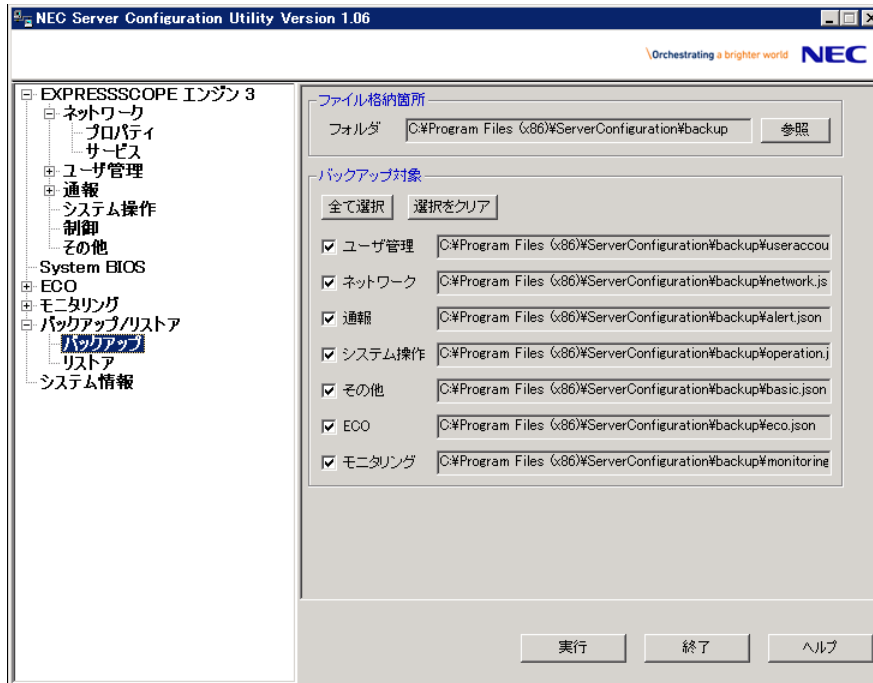 NEC Server Configuration Utility Version 1.06
\Orchestrating a brighter world NEC
EXPRESSSCOPE エンジン 3
ネットワーク
プロパティ
サービス
ユーザ管理
通報
システム操作
制御
その他
System BIOS
ECO
モニタリング
バックアップ/リストア
バックアップ
リストア
システム情報
ファイル格納箇所
フォルダ C:¥Program Files (x86)¥ServerConfiguration¥backup 参照
バックアップ対象
全て選択 選択をクリア
ユーザ管理 C:¥Program Files (x86)¥ServerConfiguration¥backup¥useraccou
ネットワーク C:¥Program Files (x86)¥ServerConfiguration¥backup¥network.js
通報 C:¥Program Files (x86)¥ServerConfiguration¥backup¥alert.json
システム操作 C:¥Program Files (x86)¥ServerConfiguration¥backup¥operation.j
その他 C:¥Program Files (x86)¥ServerConfiguration¥backup¥basic.json
ECO C:¥Program Files (x86)¥ServerConfiguration¥backup¥eco.json
モニタリング C:¥Program Files (x86)¥ServerConfiguration¥backup¥monitoring
実行 終了 ヘルプ